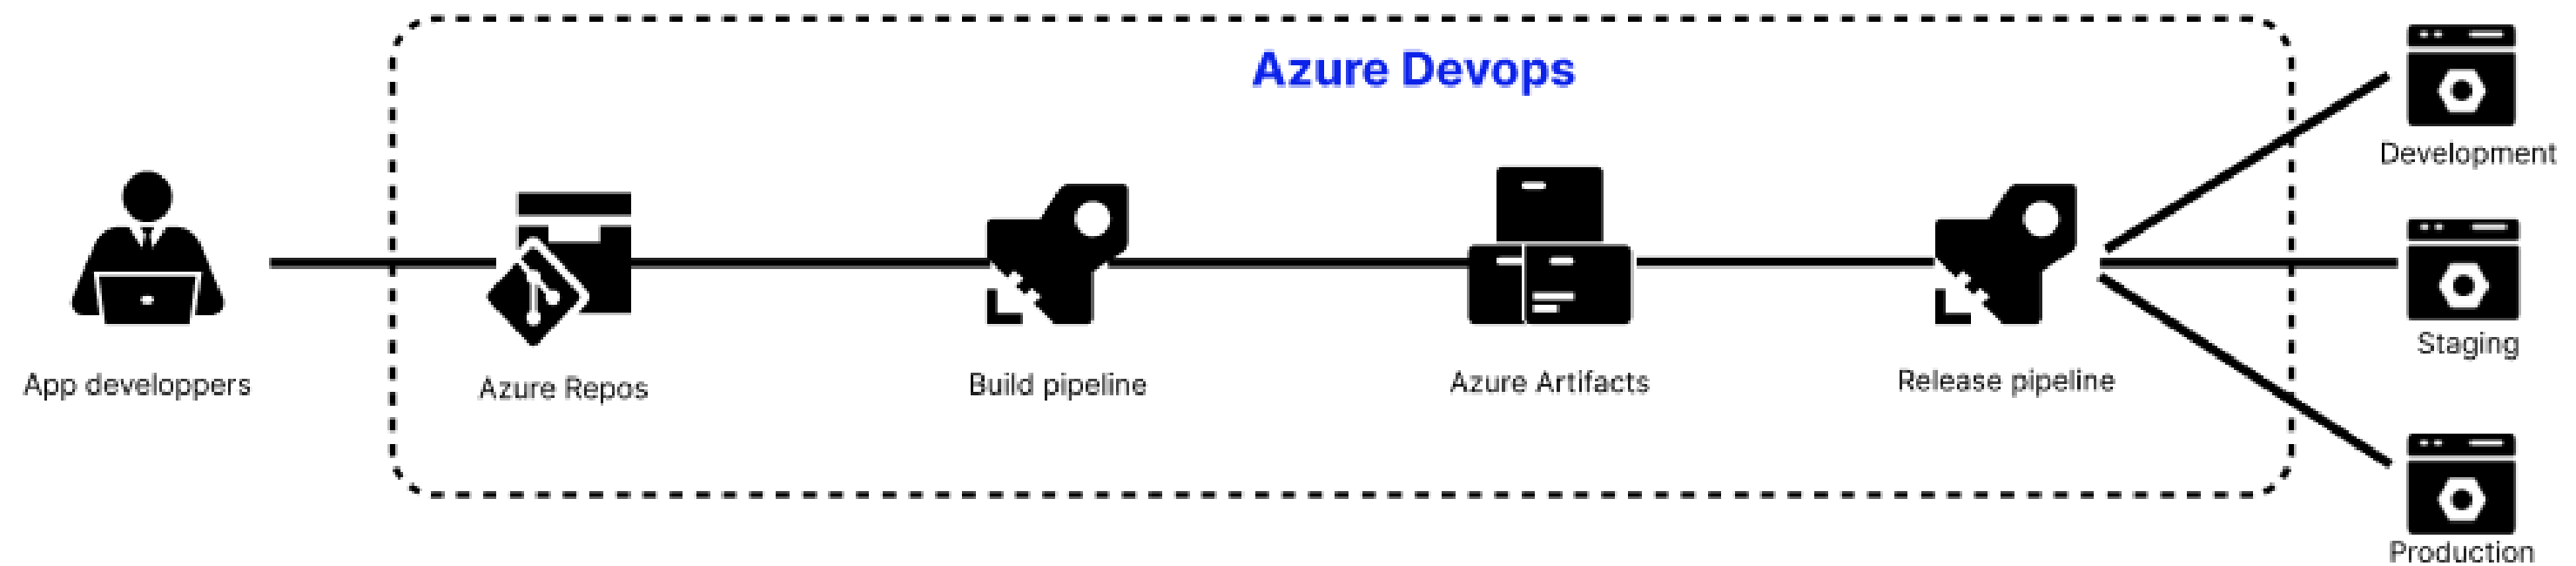 Azure Devops
App developpers
Azure Repos
Build pipeline
Azure Artifacts
Release pipeline
Development
Staging
Production